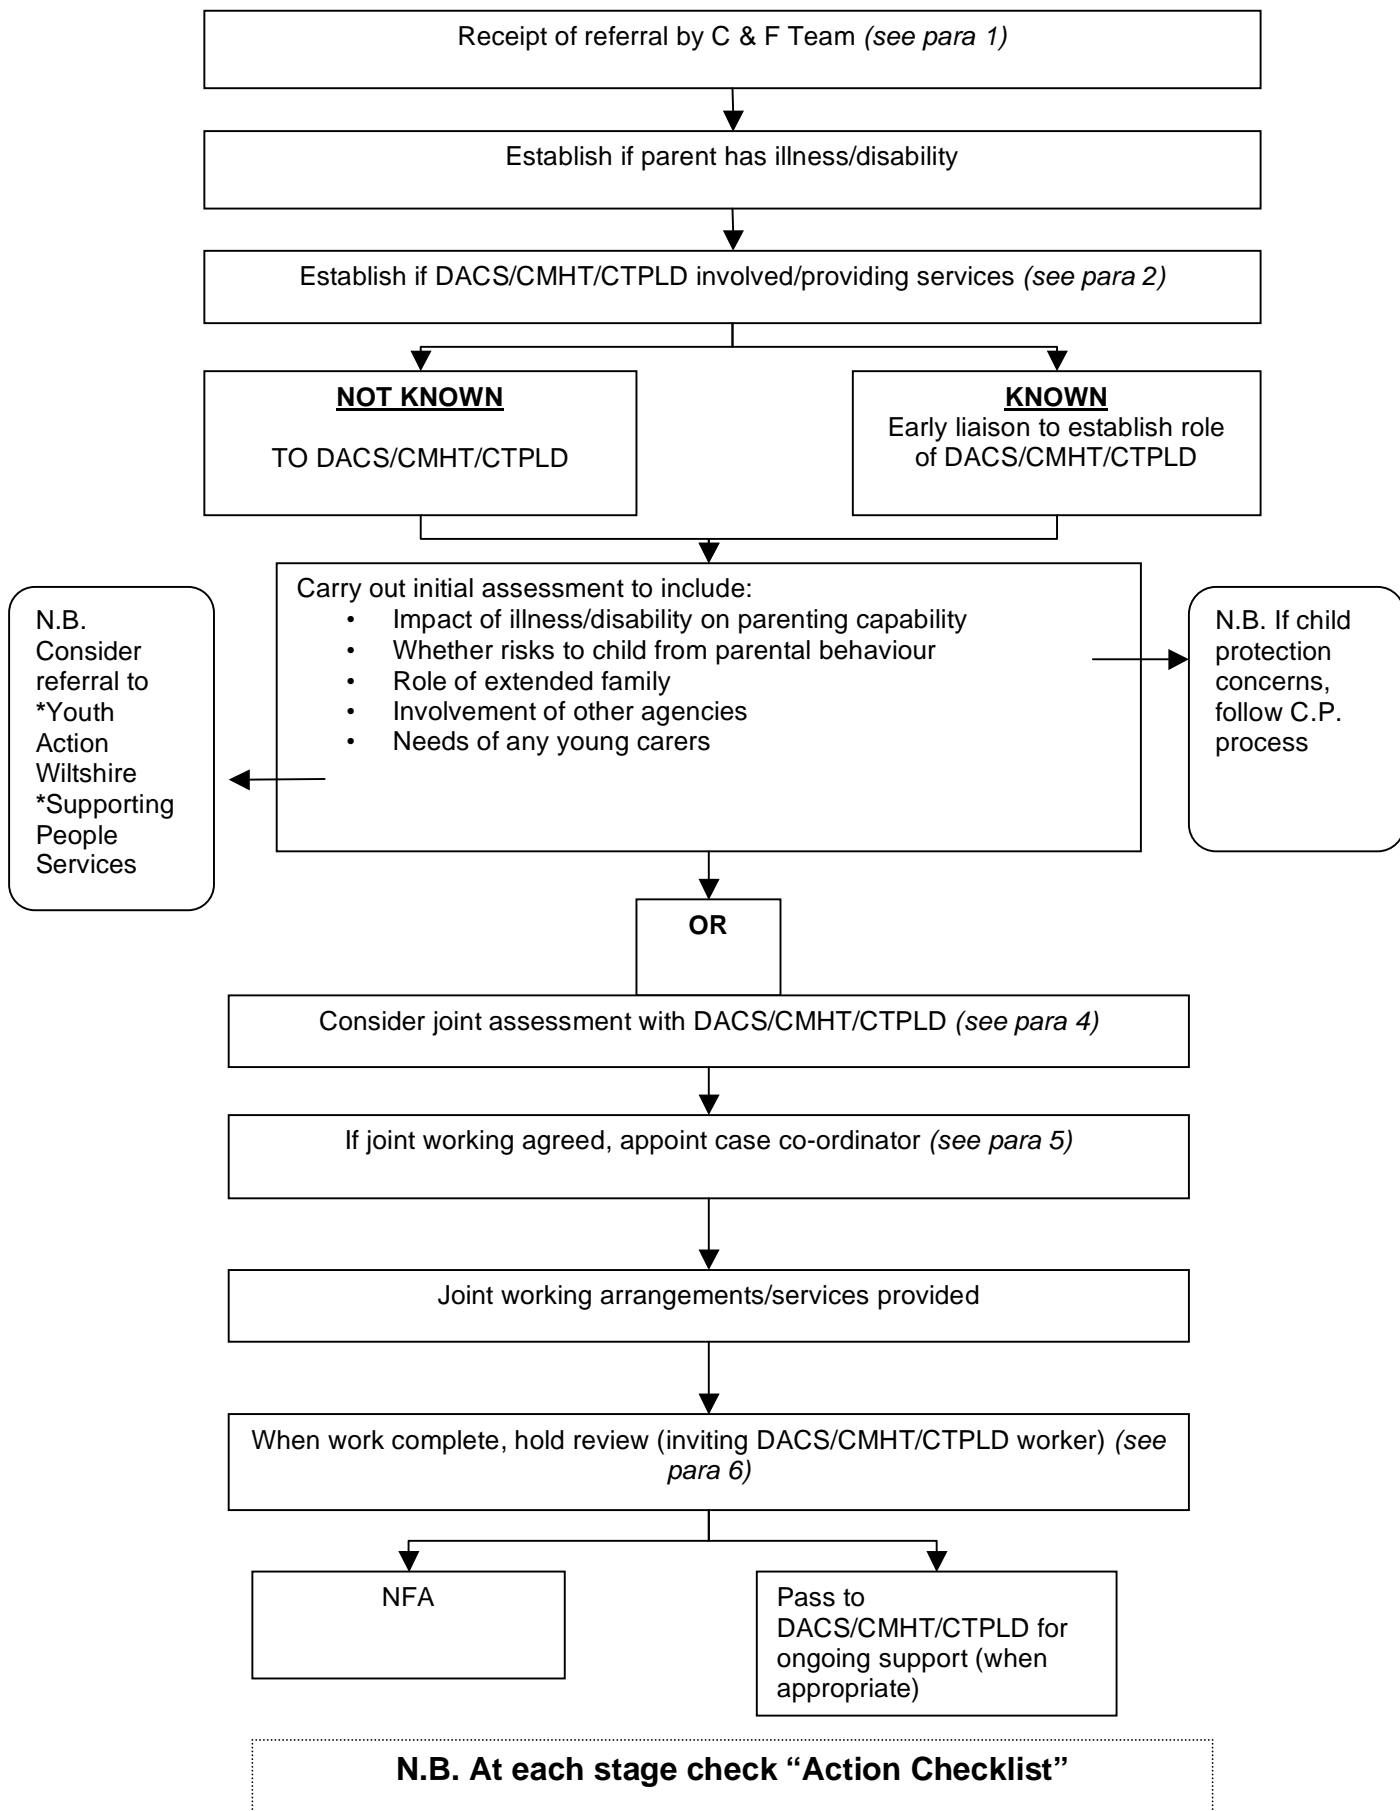 Receipt of referral by C & F Team (see para 1)
Establish if parent has illness/disability
Establish if DACS/CMHT/CTPLD involved/providing services (see para 2)
NOT KNOWN
TO DACS/CMHT/CTPLD
KNOWN
Early liaison to establish role
of DACS/CMHT/CTPLD
N.B.
Consider
referral to
*Youth
Action
Wiltshire
*Supporting
People
Services
Carry out initial assessment to include:
• Impact of illness/disability on parenting capability
• Whether risks to child from parental behaviour
• Role of extended family
• Involvement of other agencies
• Needs of any young carers
N.B. If child
protection
concerns,
follow C.P.
process
OR
Consider joint assessment with DACS/CMHT/CTPLD (see para 4)
If joint working agreed, appoint case co-ordinator (see para 5)
Joint working arrangements/services provided
When work complete, hold review (inviting DACS/CMHT/CTPLD worker) (see
para 6)
NFA
Pass to
DACS/CMHT/CTPLD for
ongoing support (when
appropriate)
N.B. At each stage check “Action Checklist”